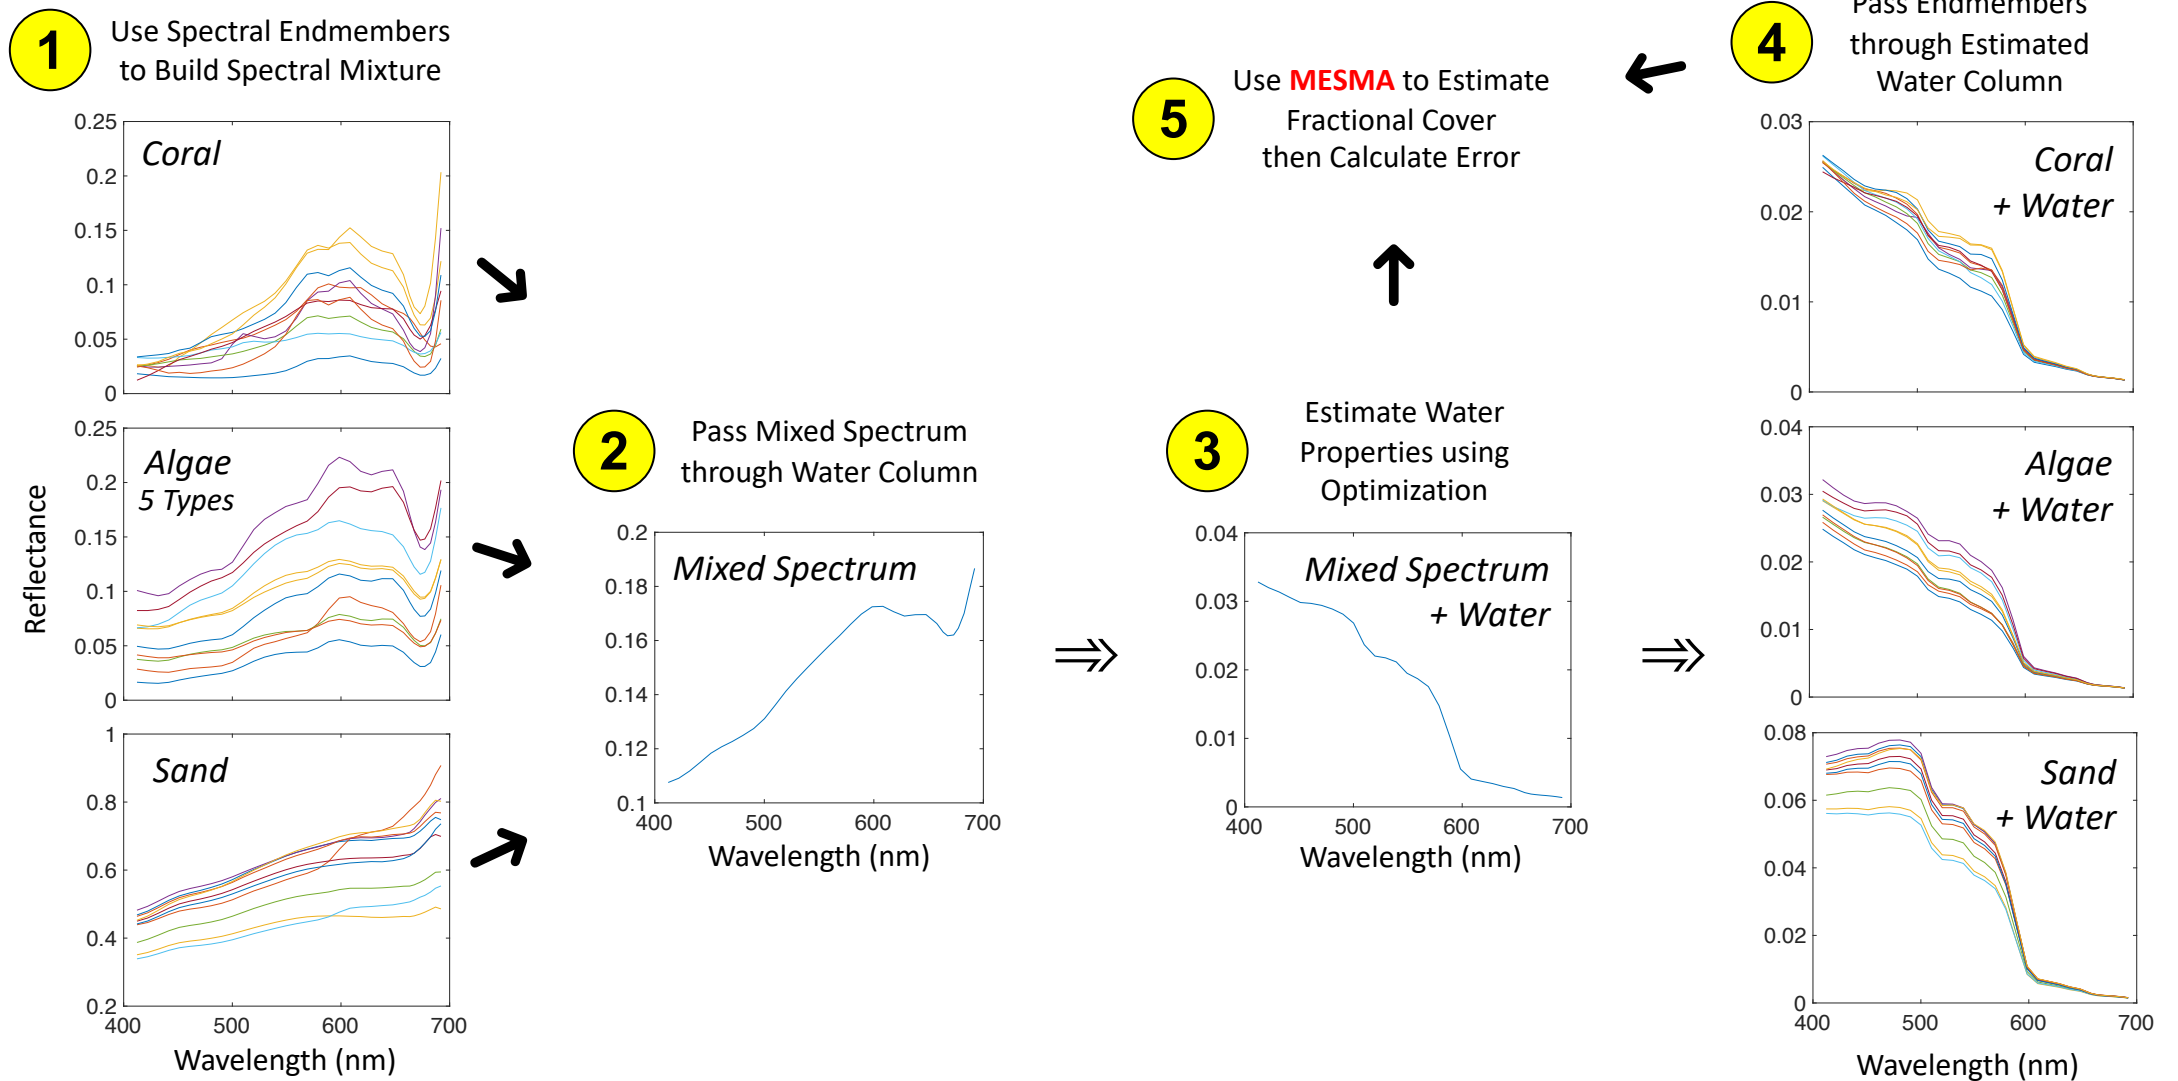 1
Use Spectral Endmembers
to Build Spectral Mixture
0.25
0.2
0.15
0.1
0.05
0
Coral
Reflectance
0.25
0.2
0.15
0.1
0.05
0
Algae
5 Types
1
0.8
0.6
0.4
0.2
Sand
400 500 600 700
Wavelength (nm)
2
Pass Mixed Spectrum
through Water Column
0.2
0.18
0.16
0.14
0.12
0.1
Mixed Spectrum
400 500 600 700
Wavelength (nm)
3
Estimate Water
Properties using
Optimization
0.04
0.03
0.02
0.01
0
Mixed Spectrum
+ Water
400 500 600 700
Wavelength (nm)
4
Pass Endmembers
through Estimated
Water Column
0.03
0.02
0.01
0
Coral
+ Water
0.04
0.03
0.02
0.01
0
Algae
+ Water
0.08
0.06
0.04
0.02
0
Sand
+ Water
400 500 600 700
Wavelength (nm)
5
Use MESMA to Estimate
Fractional Cover
then Calculate Error